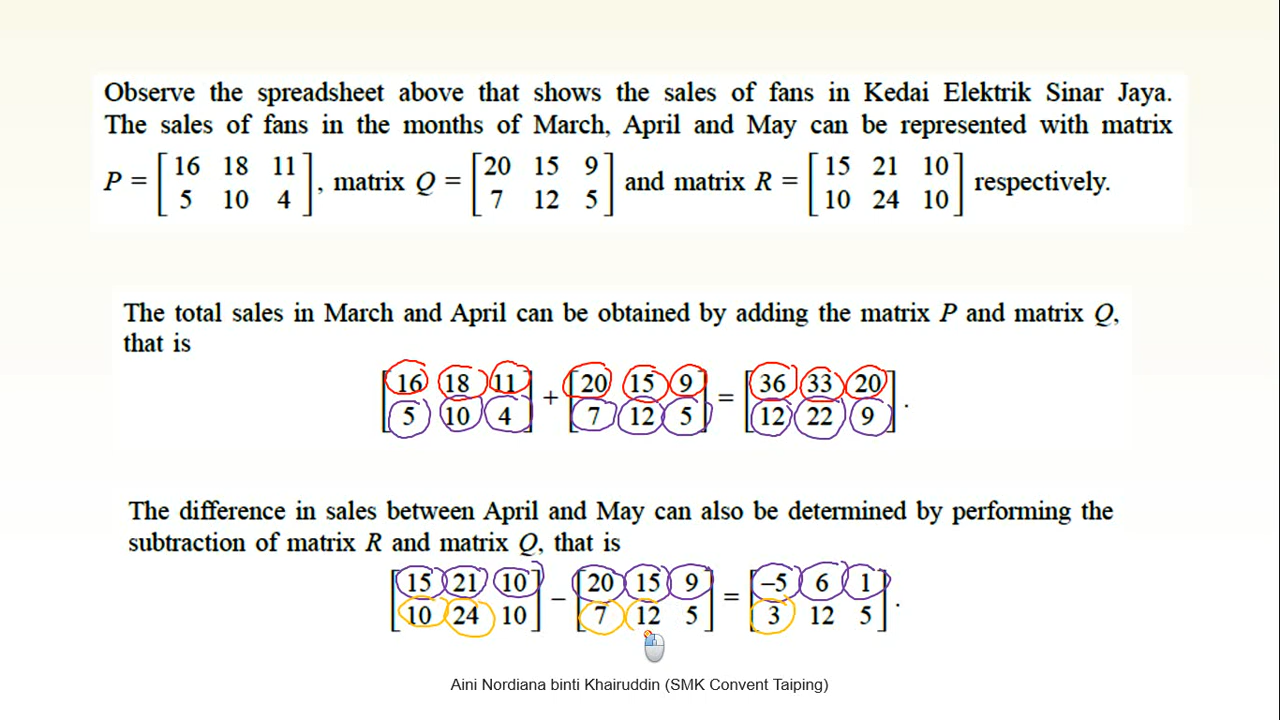 Observe the spreadsheet above that shows the sales of fans in Kedai Elektrik Sinar Jaya.
The sales of fans in the months of March, April and May can be represented with matrix
P = [16 18 11; 5 10 4], matrix Q = [20 15 9; 7 12 5] and matrix R = [15 21 10; 10 24 10] respectively.
The total sales in March and April can be obtained by adding the matrix P and matrix Q,
that is
[16 18 11; 5 10 4] + [20 15 9; 7 12 5] = [36 33 20; 12 22 9].
The difference in sales between April and May can also be determined by performing the
subtraction of matrix R and matrix Q, that is
[15 21 10; 10 24 10] − [20 15 9; 7 12 5] = [−5 6 1; 3 12 5].
Aini Nordiana binti Khairuddin (SMK Convent Taiping)